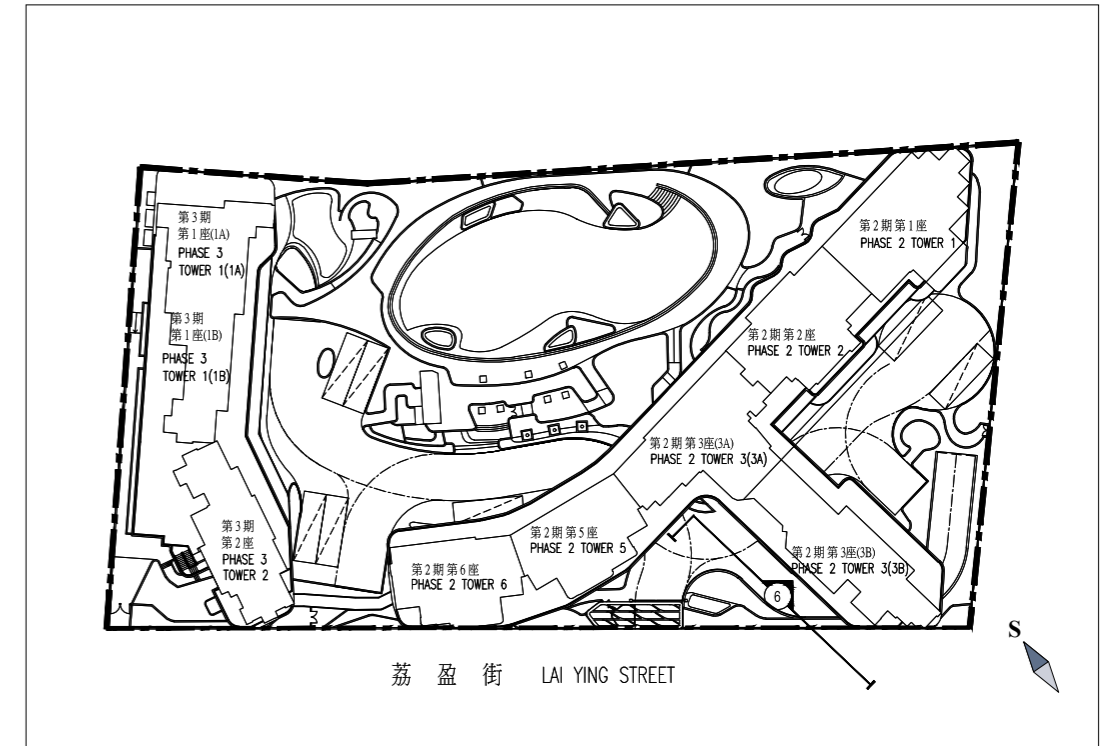 第3期
第1座(1A)
PHASE 3
TOWER 1(1A)
第2期第1座
PHASE 2 TOWER 1
第3期
第1座(1B)
PHASE 3
TOWER 1(1B)
第2期第2座
PHASE 2 TOWER 2
第2期第3座(3A)
PHASE 2 TOWER 3(3A)
第3期
第2座
PHASE 3
TOWER 2
第2期第5座
PHASE 2 TOWER 5
第2期第6座
PHASE 2 TOWER 6
第2期第3座(3B)
PHASE 2 TOWER 3(3B)
6
S
荔盈街 LAI YING STREET